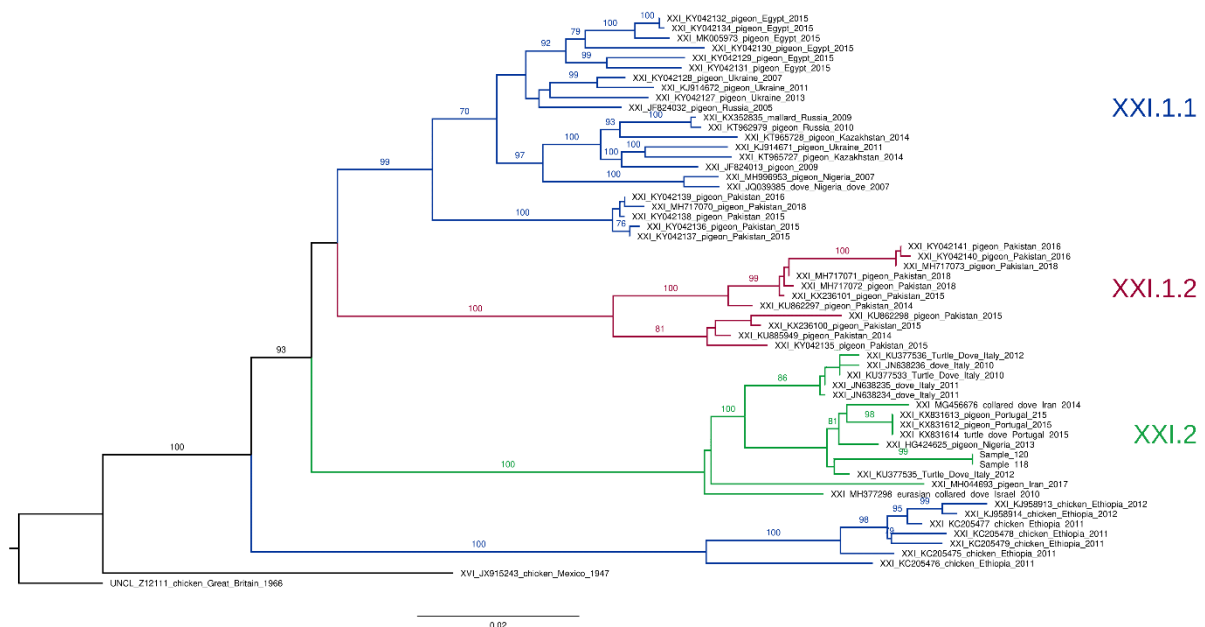 100
XXI_KY042132_pigeon_Egypt_2015
79
100
XXI_KY042134_pigeon_Egypt_2015
XXI_MK005973_pigeon_Egypt_2015
92
XXI_KY042130_pigeon_Egypt_2015
99
XXI_KY042129_pigeon_Egypt_2015
XXI_KY042131_pigeon_Egypt_2015
99
XXI_KY042128_pigeon_Ukraine_2007
XXI_KJ914672_pigeon_Ukraine_2011
XXI_KY042127_pigeon_Ukraine_2013
XXI.1.1
XXI_JF824032_pigeon_Russia_2005
70
100
XXI_KX352835_mallard_Russia_2009
93
XXI_KT962979_pigeon_Russia_2010
100
XXI_KT965728_pigeon_Kazakhstan_2014
100
XXI_KJ914671_pigeon_Ukraine_2011
97
100
XXI_KT965727_pigeon_Kazakhstan_2014
99
XXI_JF824013_pigeon_2009
100
XXI_MH996953_pigeon_Nigeria_2007
XXI_JQ039385_dove_Nigeria_dove_2007
XXI_KY042139_pigeon_Pakistan_2016
XXI_MH717070_pigeon_Pakistan_2018
100
XXI_KY042138_pigeon_Pakistan_2015
76
XXI_KY042136_pigeon_Pakistan_2015
XXI_KY042137_pigeon_Pakistan_2015
XXI_KY042141_pigeon_Pakistan_2016
100
XXI_KY042140_pigeon_Pakistan_2016
XXI_MH717073_pigeon_Pakistan_2018
99
XXI_MH717071_pigeon_Pakistan_2018
XXI_MH717072_pigeon_Pakistan_2018
100
XXI_KX236101_pigeon_Pakistan_2015
XXI.1.2
XXI_KU862297_pigeon_Pakistan_2014
100
XXI_KU862298_pigeon_Pakistan_2015
XXI_KX236100_pigeon_Pakistan_2015
81
XXI_KU885949_pigeon_Pakistan_2014
XXI_KY042135_pigeon_Pakistan_2015
93
XXI_KU377536_Turtle_Dove_Italy_2012
XXI_JN638236_dove_Italy_2010
86
XXI_KU377533_Turtle_Dove_Italy_2010
XXI_JN638235_dove_Italy_2011
XXI_JN638234_dove_Italy_2011
XXI_MG456676_collared_dove_Iran_2014
100
98
XXI_KX831613_pigeon_Portugal_215
81
XXI_KX831612_pigeon_Portugal_2015
XXI.2
XXI_KX831614_turtle_dove_Portugal_2015
XXI_HG424625_pigeon_Nigeria_2013
100
99
Sample_120
Sample_118
100
XXI_KU377535_Turtle_Dove_Italy_2012
XXI_MH044693_pigeon_Iran_2017
XXI_MH377298_eurasian_collared_dove_Israel_2010
99
XXI_KJ958913_chicken_Ethiopia_2012
95
XXI_KJ958914_chicken_Ethiopia_2012
98
XXI_KC205477_chicken_Ethiopia_2011
XXI_KC205478_chicken_Ethiopia_2011
100
XXI_KC205479_chicken_Ethiopia_2011
100
XXI_KC205475_chicken_Ethiopia_2011
XXI_KC205476_chicken_Ethiopia_2011
XVI_JX915243_chicken_Mexico_1947
UNCL_Z12111_chicken_Great_Britain_1966
0.02